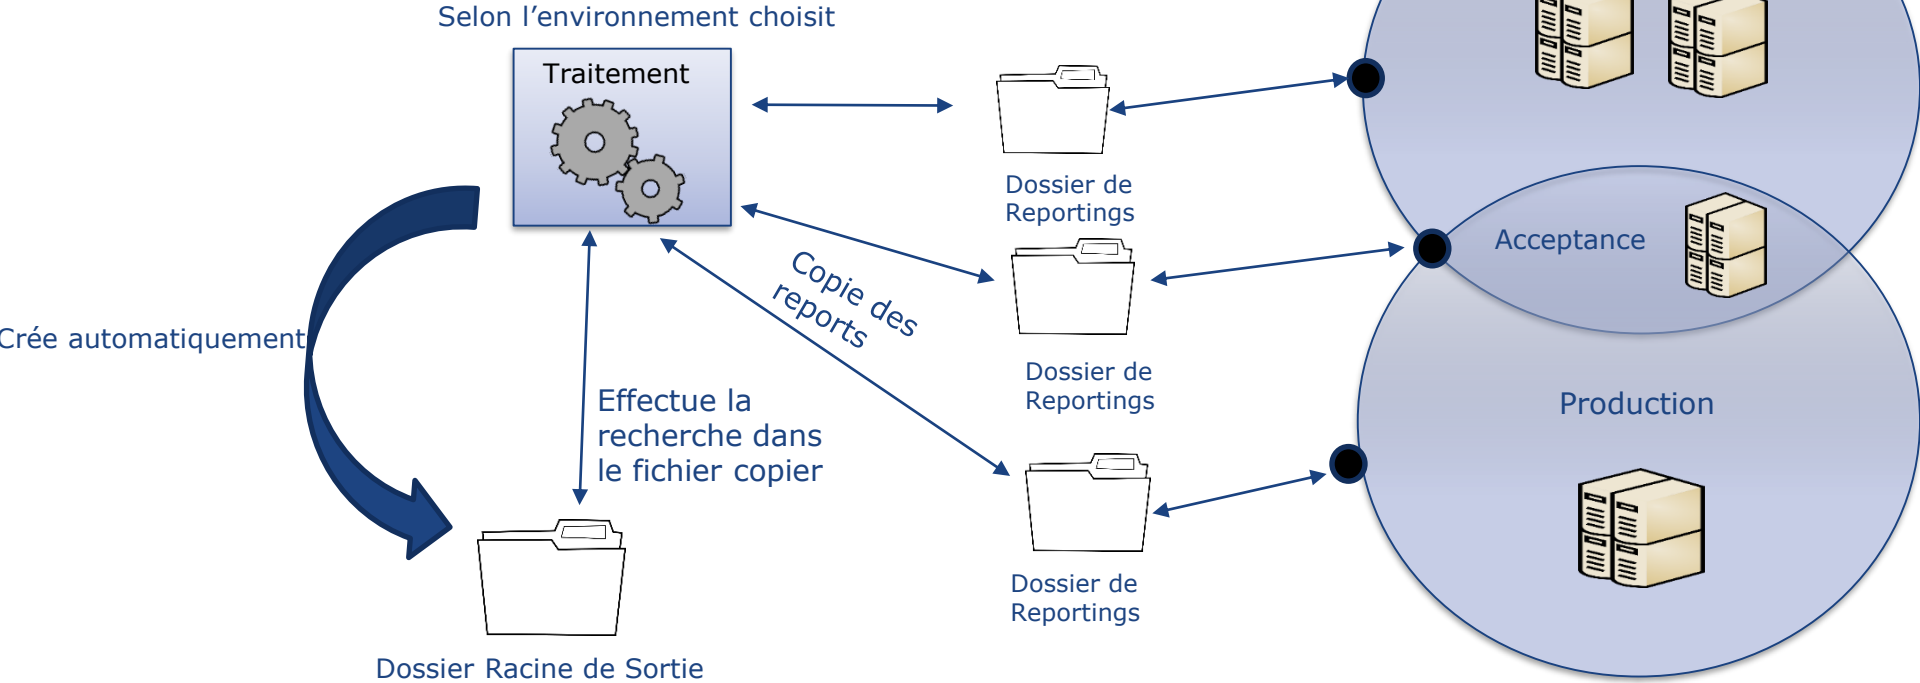 Selon l'environnement choisit
Traitement
Dossier de
Reportings
Acceptance
Copie des
reports
Crée automatiquement
Dossier de
Reportings
Effectue la
recherche dans
le fichier copier
Production
Dossier de
Reportings
Dossier Racine de Sortie